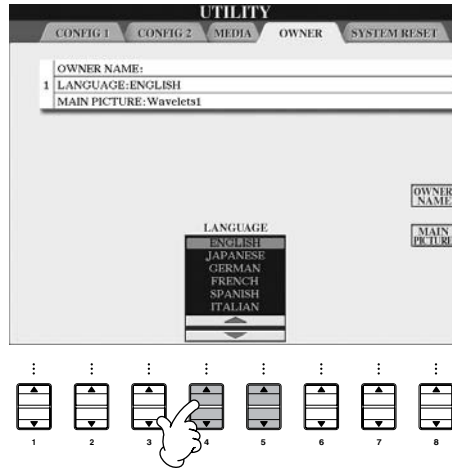 UTILITY
CONFIG 1 CONFIG 2 MEDIA OWNER SYSTEM RESET
OWNER NAME:
1 LANGUAGE:ENGLISH
MAIN PICTURE:Wavelets1
OWNER
NAME
LANGUAGE
MAIN
PICTURE
ENGLISH
JAPANESE
GERMAN
FRENCH
SPANISH
ITALIAN
1 2 3 4 5 6 7 8